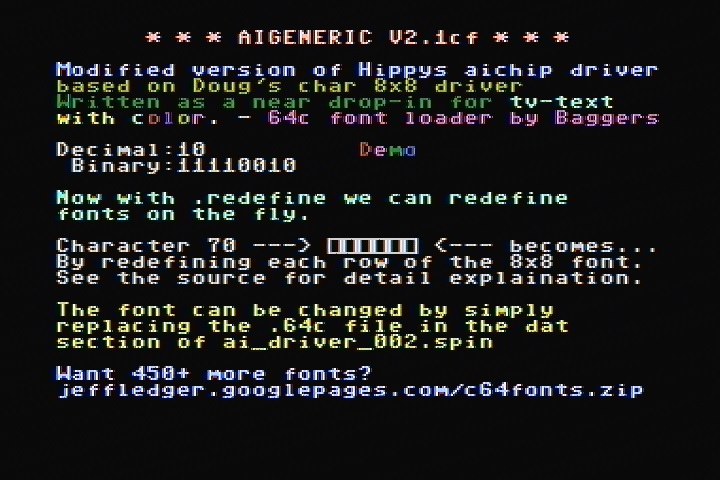 * * * AIGENERIC V2.1cf * * *
Modified version of Hippys aichip driver
based on Doug's char 8x8 driver
Written as a near drop-in for tv-text
with color. - 64c font loader by Baggers
Decimal:10 Demo
Binary:11110010
Now with .redefine we can redefine
fonts on the fly.
Character 70 ---> □□□□□□ <--- becomes...
By redefining each row of the 8x8 font.
See the source for detail explaination.
The font can be changed by simply
replacing the .64c file in the dat
section of ai_driver_002.spin
Want 450+ more fonts?
jeffledger.googlepages.com/c64fonts.zip